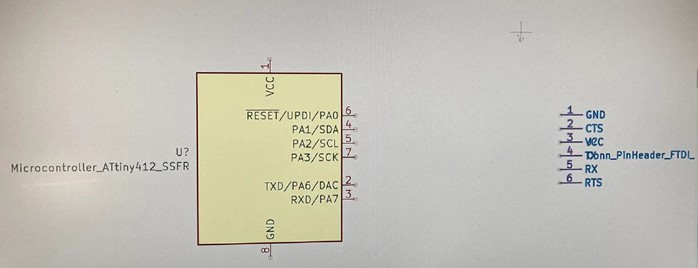 1
VCC
RESET/UPDI/PA0 6
PA1/SDA 4
PA2/SCL 5
PA3/SCK 7
U?
Microcontroller_ATtiny412_SSFR
TXD/PA6/DAC 2
RXD/PA7 3
GND
8
1 GND
2 CTS
3 VCC
4 TX Conn_PinHeader_FTDI_
5 RX
6 RTS